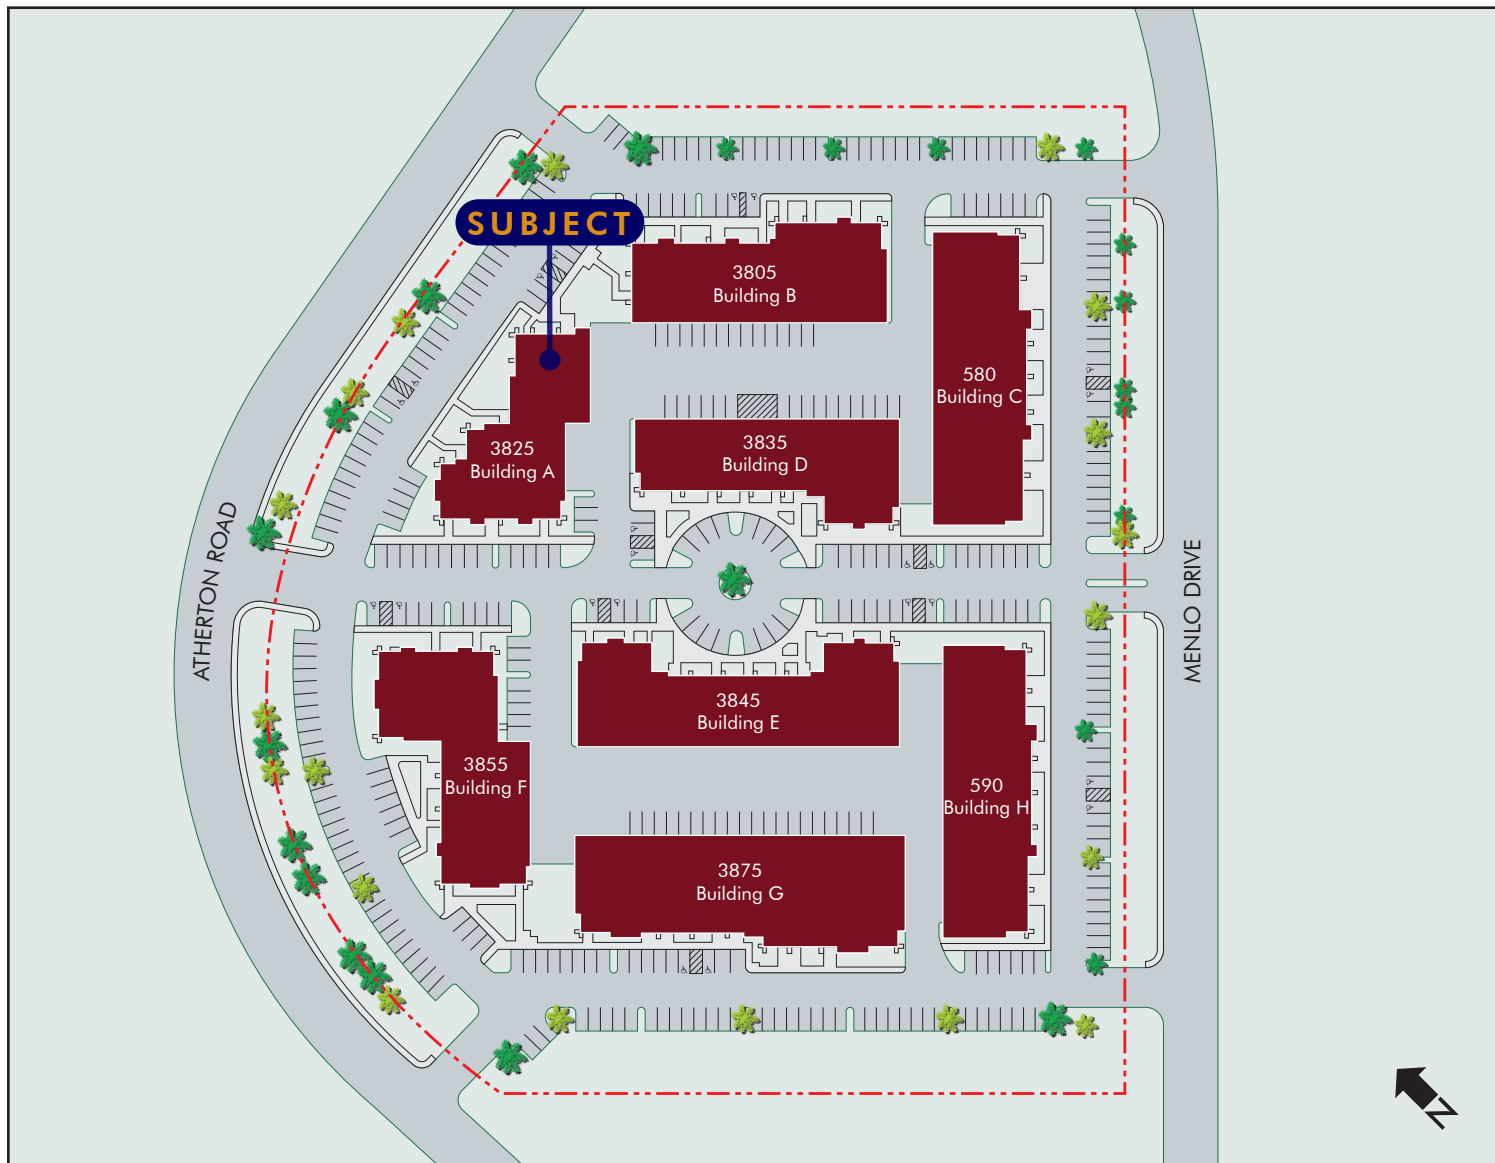 SUBJECT
3805
Building B
580
Building C
3825
Building A
3835
Building D
ATHERTON ROAD
MENLO DRIVE
3845
Building E
3855
Building F
590
Building H
3875
Building G
N